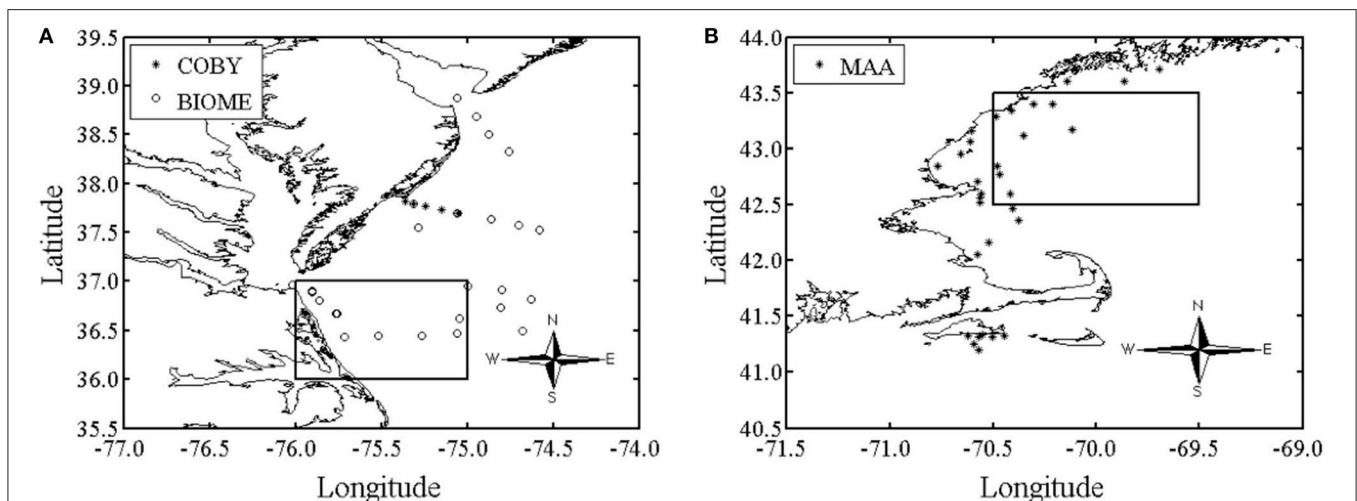 A
39.5
39.0
38.5
38.0
37.5
37.0
36.5
36.0
35.5
Latitude
* COBY
○ BIOME
N
W E
S
-77.0 -76.5 -76.0 -75.5 -75.0 -74.5 -74.0
Longitude
B
44.0
43.5
43.0
42.5
42.0
41.5
41.0
40.5
Latitude
* MAA
N
W E
S
-71.5 -71.0 -70.5 -70.0 -69.5 -69.0
Longitude